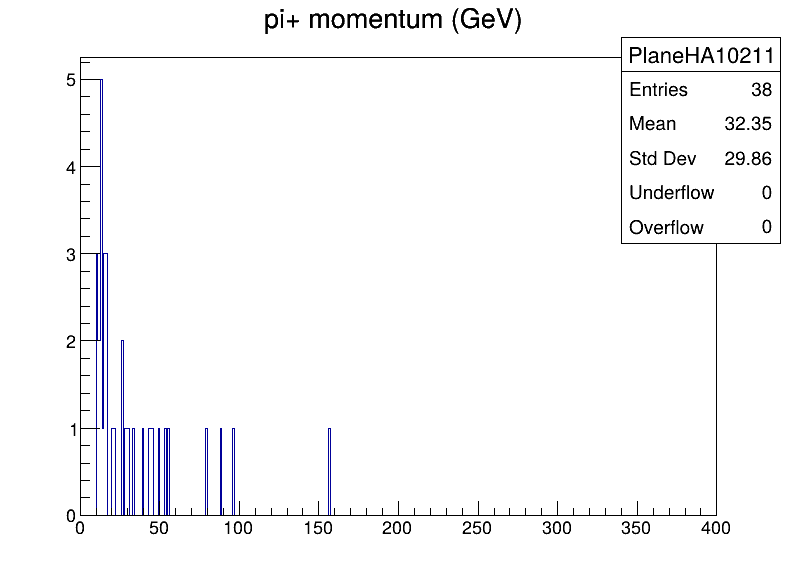 pi+ momentum (GeV)
PlaneHA10211
Entries 38
Mean 32.35
Std Dev 29.86
Underflow 0
Overflow 0
5
4
3
2
1
0
0 50 100 150 200 250 300 350 400